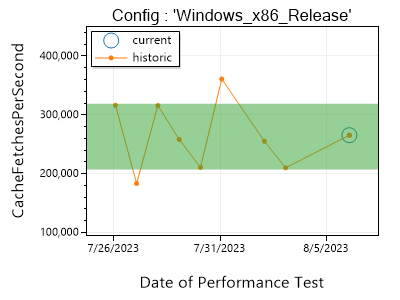 Config : 'Windows_x86_Release'
current
historic
CacheFetchesPerSecond
400,000
300,000
200,000
100,000
7/26/2023
7/31/2023
8/5/2023
Date of Performance Test